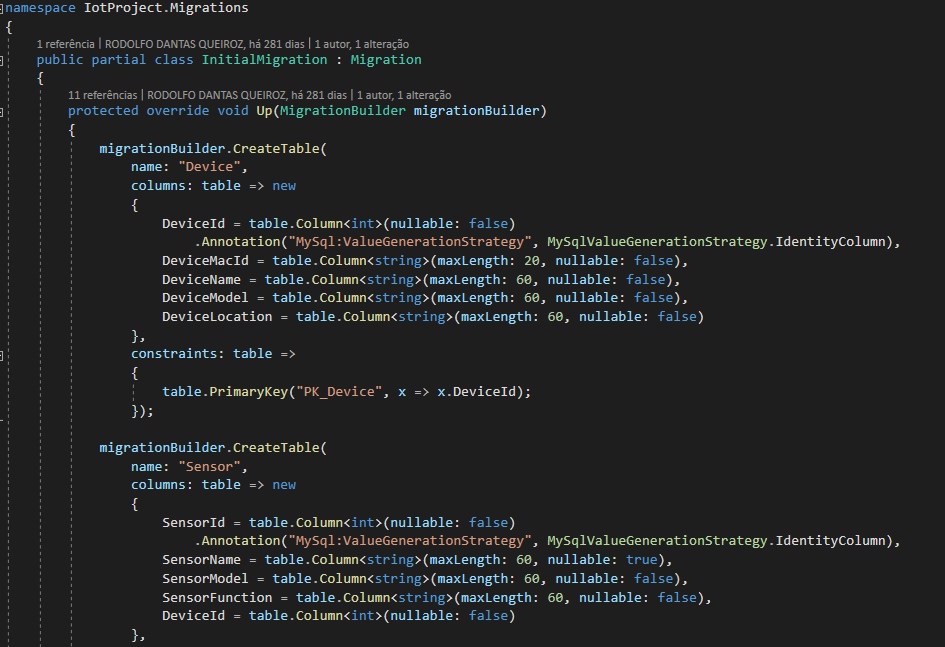 namespace IotProject.Migrations
{
1 referência | RODOLFO DANTAS QUEIROZ, há 281 dias | 1 autor, 1 alteração
public partial class InitialMigration : Migration
{
11 referências | RODOLFO DANTAS QUEIROZ, há 281 dias | 1 autor, 1 alteração
protected override void Up(MigrationBuilder migrationBuilder)
{
migrationBuilder.CreateTable(
name: "Device",
columns: table => new
{
DeviceId = table.Column<int>(nullable: false)
.Annotation("MySql:ValueGenerationStrategy", MySqlValueGenerationStrategy.IdentityColumn),
DeviceMacId = table.Column<string>(maxLength: 20, nullable: false),
DeviceName = table.Column<string>(maxLength: 60, nullable: false),
DeviceModel = table.Column<string>(maxLength: 60, nullable: false),
DeviceLocation = table.Column<string>(maxLength: 60, nullable: false)
},
constraints: table =>
{
table.PrimaryKey("PK_Device", x => x.DeviceId);
});
migrationBuilder.CreateTable(
name: "Sensor",
columns: table => new
{
SensorId = table.Column<int>(nullable: false)
.Annotation("MySql:ValueGenerationStrategy", MySqlValueGenerationStrategy.IdentityColumn),
SensorName = table.Column<string>(maxLength: 60, nullable: true),
SensorModel = table.Column<string>(maxLength: 60, nullable: false),
SensorFunction = table.Column<string>(maxLength: 60, nullable: false),
DeviceId = table.Column<int>(nullable: false)
},